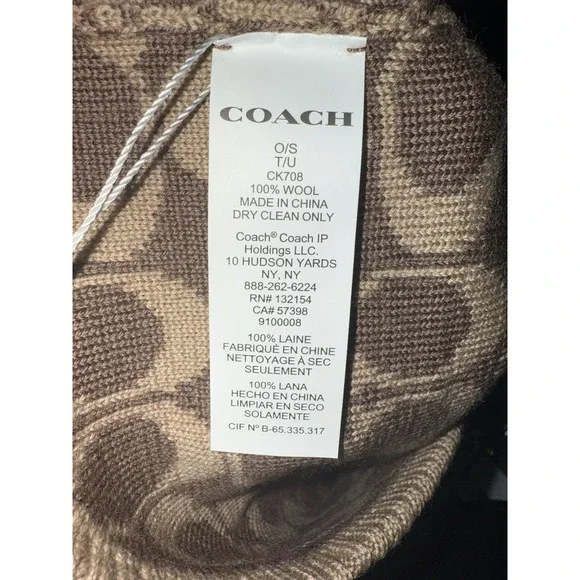 COACH
O/S
T/U
CK708
100% WOOL
MADE IN CHINA
DRY CLEAN ONLY
Coach® Coach IP
Holdings LLC.
10 HUDSON YARDS
NY, NY
888-262-6224
RN# 132154
CA# 57398
9100008
100% LAINE
FABRIQUÉ EN CHINE
NETTOYAGE À SEC
SEULEMENT
100% LANA
HECHO EN CHINA
LIMPIAR EN SECO
SOLAMENTE
CIF Nº B-65.335.317